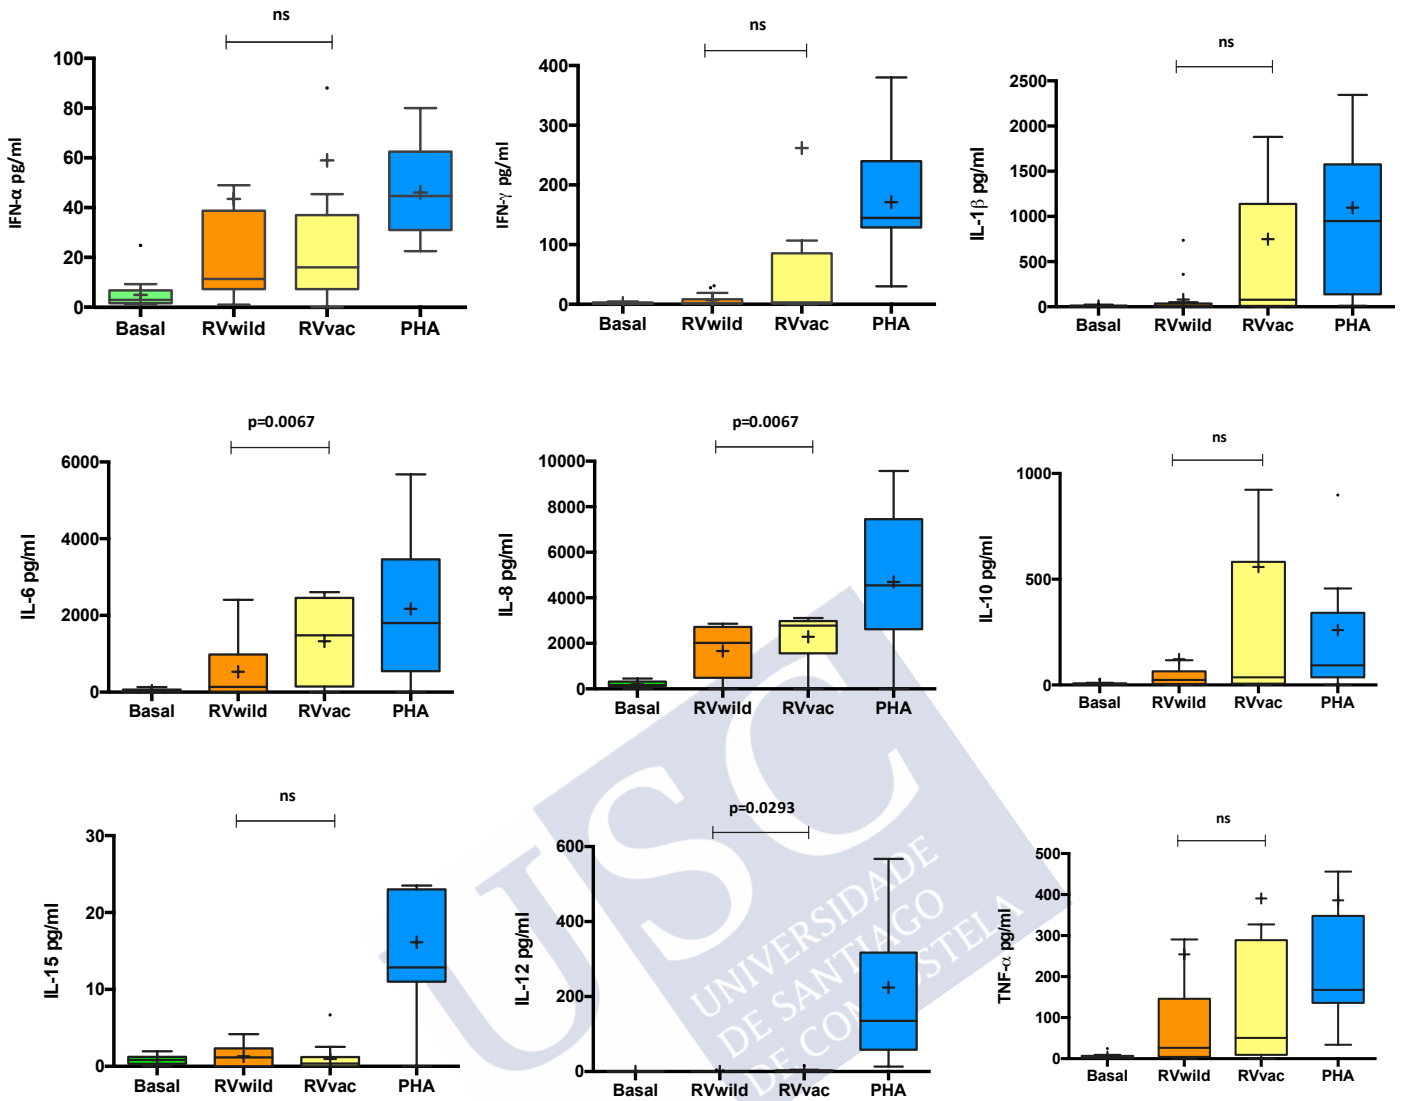 ns
IFN-α pg/ml
100
80
60
40
20
0
Basal RVwild RVvac PHA
ns
IFN-γ pg/ml
400
300
200
100
0
Basal RVwild RVvac PHA
ns
IL-1β pg/ml
2500
2000
1500
1000
500
0
Basal RVwild RVvac PHA
p=0.0067
IL-6 pg/ml
6000
4000
2000
0
Basal RVwild RVvac PHA
p=0.0067
IL-8 pg/ml
10000
8000
6000
4000
2000
0
Basal RVwild RVvac PHA
ns
IL-10 pg/ml
1000
500
0
Basal RVwild RVvac PHA
ns
IL-15 pg/ml
30
20
10
0
Basal RVwild RVvac PHA
p=0.0293
IL-12 pg/ml
600
400
200
0
Basal RVwild RVvac PHA
ns
TNF-α pg/ml
500
400
300
200
100
0
Basal RVwild RVvac PHA
USC
UNIVERSIDADE
DE SANTIAGO
DE COMPOSTELA